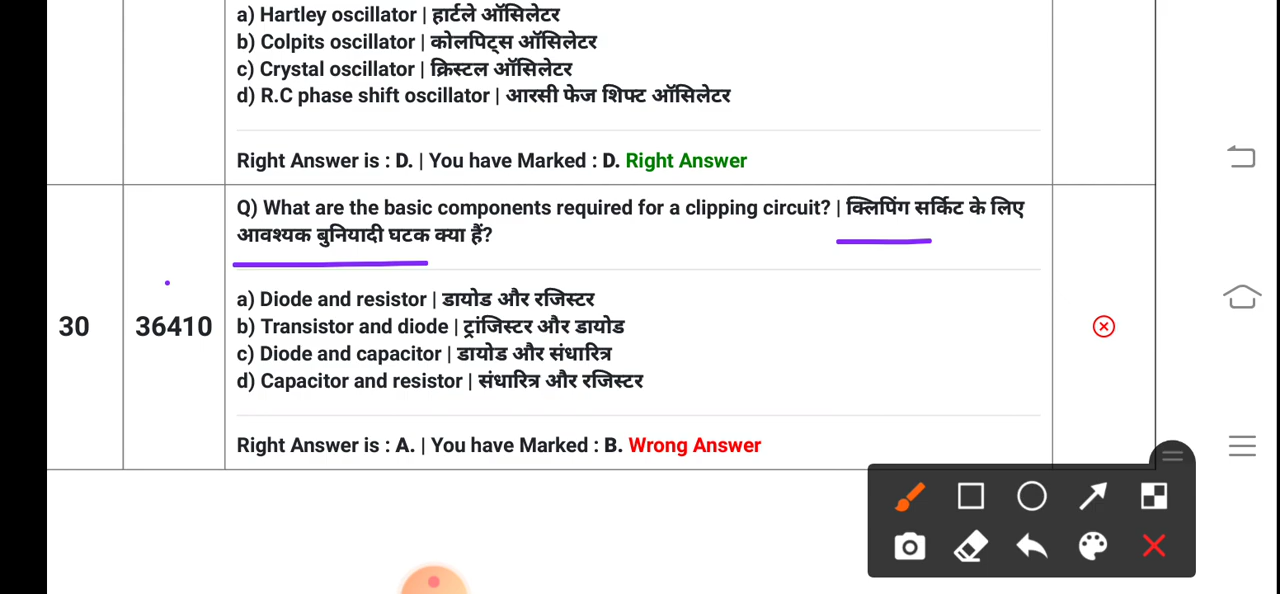 a) Hartley oscillator | हार्टले ऑसिलेटर
b) Colpits oscillator | कोलपिट्स ऑसिलेटर
c) Crystal oscillator | क्रिस्टल ऑसिलेटर
d) R.C phase shift oscillator | आरसी फेज शिफ्ट ऑसिलेटर
Right Answer is : D. | You have Marked : D. Right Answer
Q) What are the basic components required for a clipping circuit? | क्लिपिंग सर्किट के लिए
आवश्यक बुनियादी घटक क्या हैं?
30
36410
a) Diode and resistor | डायोड और रजिस्टर
b) Transistor and diode | ट्रांजिस्टर और डायोड
c) Diode and capacitor | डायोड और संधारित्र
d) Capacitor and resistor | संधारित्र और रजिस्टर
Right Answer is : A. | You have Marked : B. Wrong Answer